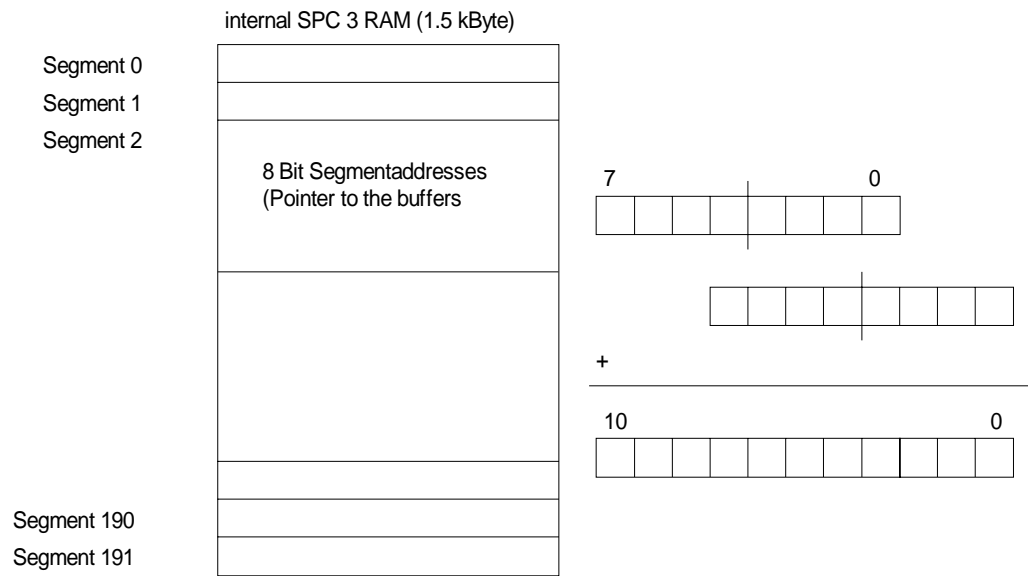 internal SPC 3 RAM (1.5 kByte)
Segment 0
Segment 1
Segment 2
8 Bit Segmentaddresses
(Pointer to the buffers
7 0
+
10 0
Segment 190
Segment 191